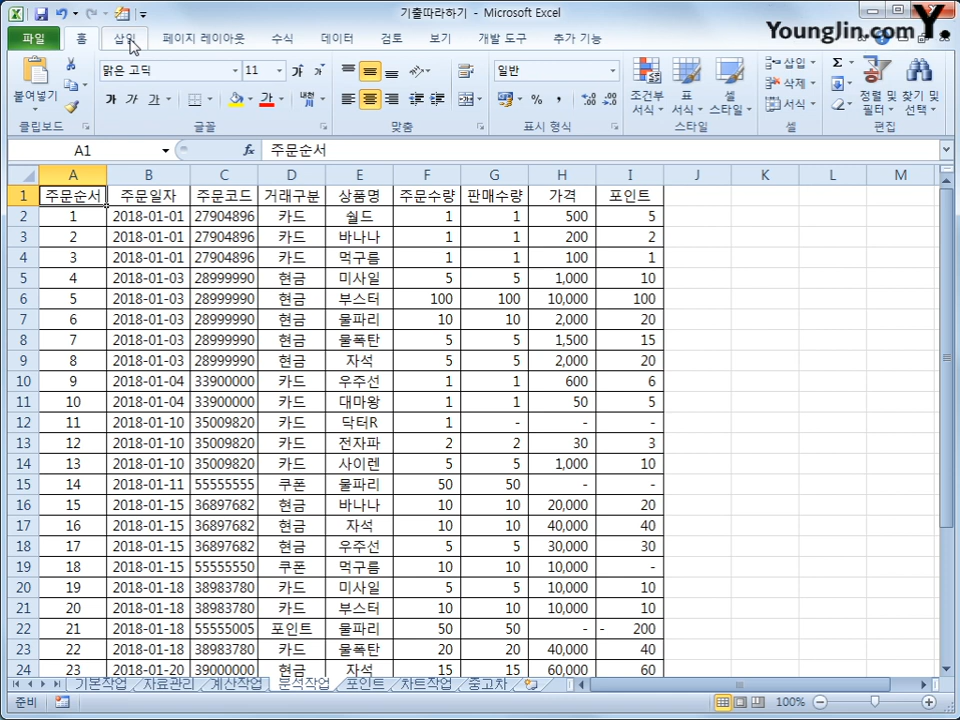 기출따라하기 - Microsoft Excel
Younglin.com Y.
파일 홈 삽입 페이지 레이아웃 수식 데이터 검토 보기 개발 도구 추가 기능
붙여넣기 맑은 고딕 11 가 가 일반 조건부 서식 표 서식 셀 스타일 삽입 삭제 서식 Σ 정렬 및 필터 찾기 및 선택
가 가 가 가 내천 % ,
클립보드 글꼴 맞춤 표시 형식 스타일 셀 편집
A1 fx 주문순서
A B C D E F G H I J K L M
1 주문순서 주문일자 주문코드 거래구분 상품명 주문수량 판매수량 가격 포인트
2 1 2018-01-01 27904896 카드 쉴드 1 1 500 5
3 2 2018-01-01 27904896 카드 바나나 1 1 200 2
4 3 2018-01-01 27904896 카드 먹구름 1 1 100 1
5 4 2018-01-03 28999990 현금 미사일 5 5 1,000 10
6 5 2018-01-03 28999990 현금 부스터 100 100 10,000 100
7 6 2018-01-03 28999990 현금 물파리 10 10 2,000 20
8 7 2018-01-03 28999990 현금 물폭탄 5 5 1,500 15
9 8 2018-01-03 28999990 현금 자석 5 5 2,000 20
10 9 2018-01-04 33900000 카드 우주선 1 1 600 6
11 10 2018-01-04 33900000 카드 대마왕 1 1 50 5
12 11 2018-01-10 35009820 카드 닥터R 1 - - -
13 12 2018-01-10 35009820 카드 전자파 2 2 30 3
14 13 2018-01-10 35009820 카드 사이렌 5 5 1,000 10
15 14 2018-01-11 55555555 쿠폰 물파리 50 50 - -
16 15 2018-01-15 36897682 현금 바나나 10 10 20,000 20
17 16 2018-01-15 36897682 현금 자석 10 10 40,000 40
18 17 2018-01-15 36897682 현금 우주선 5 5 30,000 30
19 18 2018-01-15 55555550 쿠폰 먹구름 10 10 10,000 -
20 19 2018-01-18 38983780 카드 미사일 5 5 10,000 10
21 20 2018-01-18 38983780 카드 부스터 10 10 10,000 10
22 21 2018-01-18 55555005 포인트 물파리 50 50 - - 200
23 22 2018-01-18 38983780 카드 물폭탄 20 20 40,000 40
24 23 2018-01-20 39000000 현금 자석 15 15 60,000 60
기본작업 자료관리 계산작업 분석작업 포인트 차트작업 중고차
준비 100%